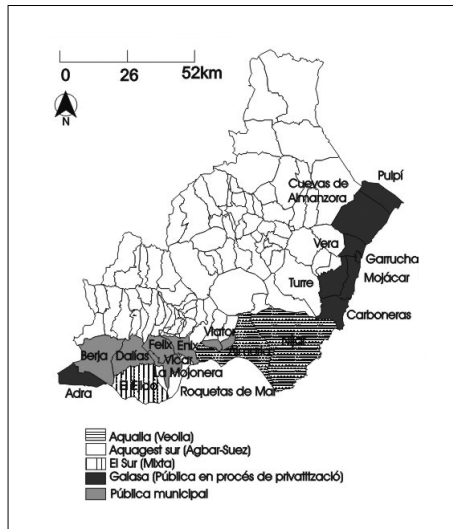 0 26 52km
N
Pulpí
Cuevas de
Almanzora
Vera
Garrucha
Turre
Mojácar
Carboneras
Viator
Níjar
Felix
Enix
Berja
Dalías
Vícar
La Mojonera
El Ejido
Roquetas de Mar
Adra
Aqualia (Veolia)
Aquagest sur (Agbar-Suez)
El Sur (Mixta)
Galasa (Pública en procés de privatització)
Pública municipal